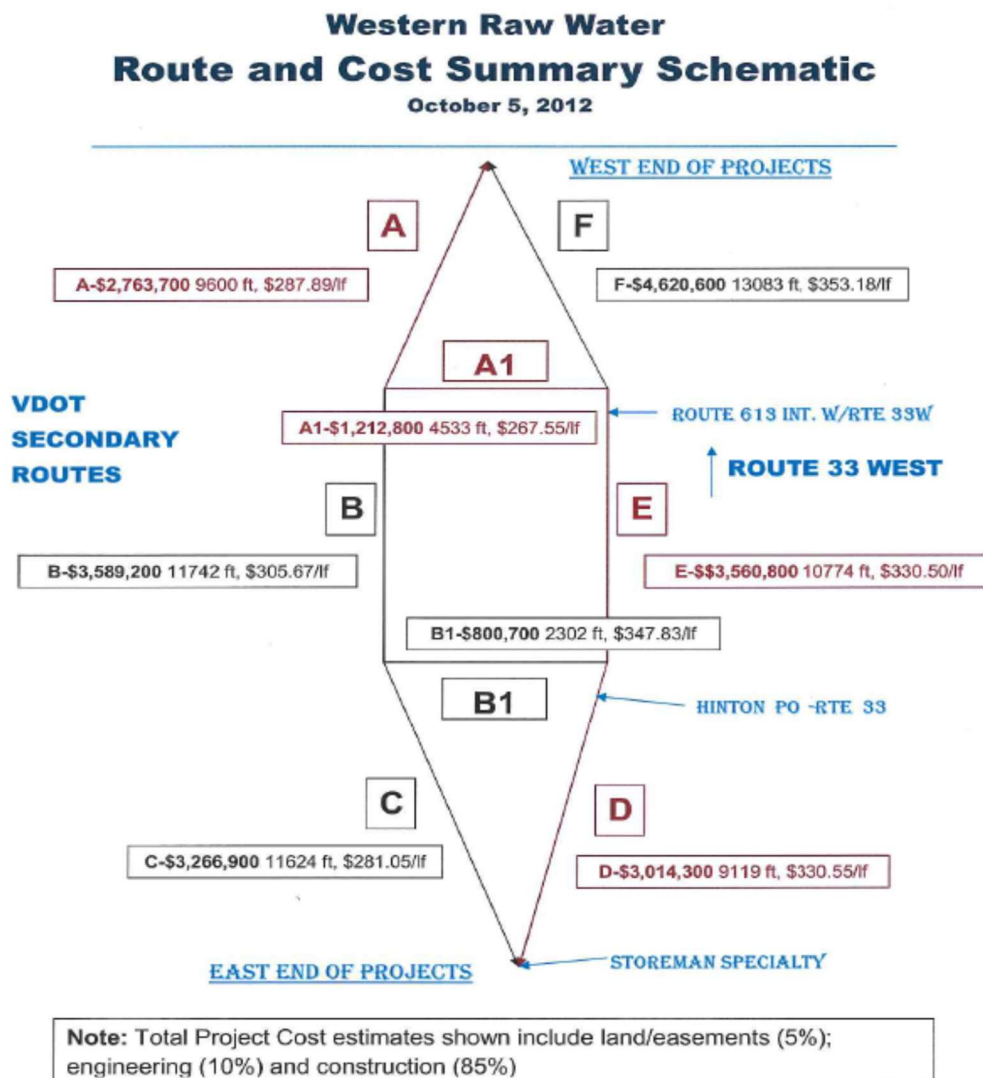 Western Raw Water
Route and Cost Summary Schematic
October 5, 2012
WEST END OF PROJECTS
A
F
A-$2,763,700 9600 ft, $287.89/lf
F-$4,620,600 13083 ft, $353.18/lf
A1
VDOT
SECONDARY
ROUTES
A1-$1,212,800 4533 ft, $267.55/lf
ROUTE 613 INT. W/RTE 33W
ROUTE 33 WEST
B
E
B-$3,589,200 11742 ft, $305.67/lf
E-$$3,560,800 10774 ft, $330.50/lf
B1-$800,700 2302 ft, $347.83/lf
B1
HINTON PO -RTE 33
C
D
C-$3,266,900 11624 ft, $281.05/lf
D-$3,014,300 9119 ft, $330.55/lf
EAST END OF PROJECTS
STOREMAN SPECIALTY
Note: Total Project Cost estimates shown include land/easements (5%);
engineering (10%) and construction (85%)